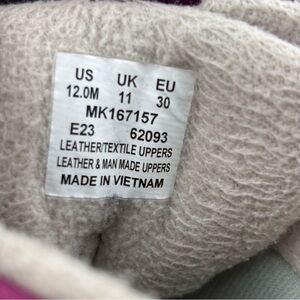 US UK EU
12.0M 11 30
MK167157
E23 62093
LEATHER/TEXTILE UPPERS
LEATHER & MAN MADE UPPERS
MADE IN VIETNAM